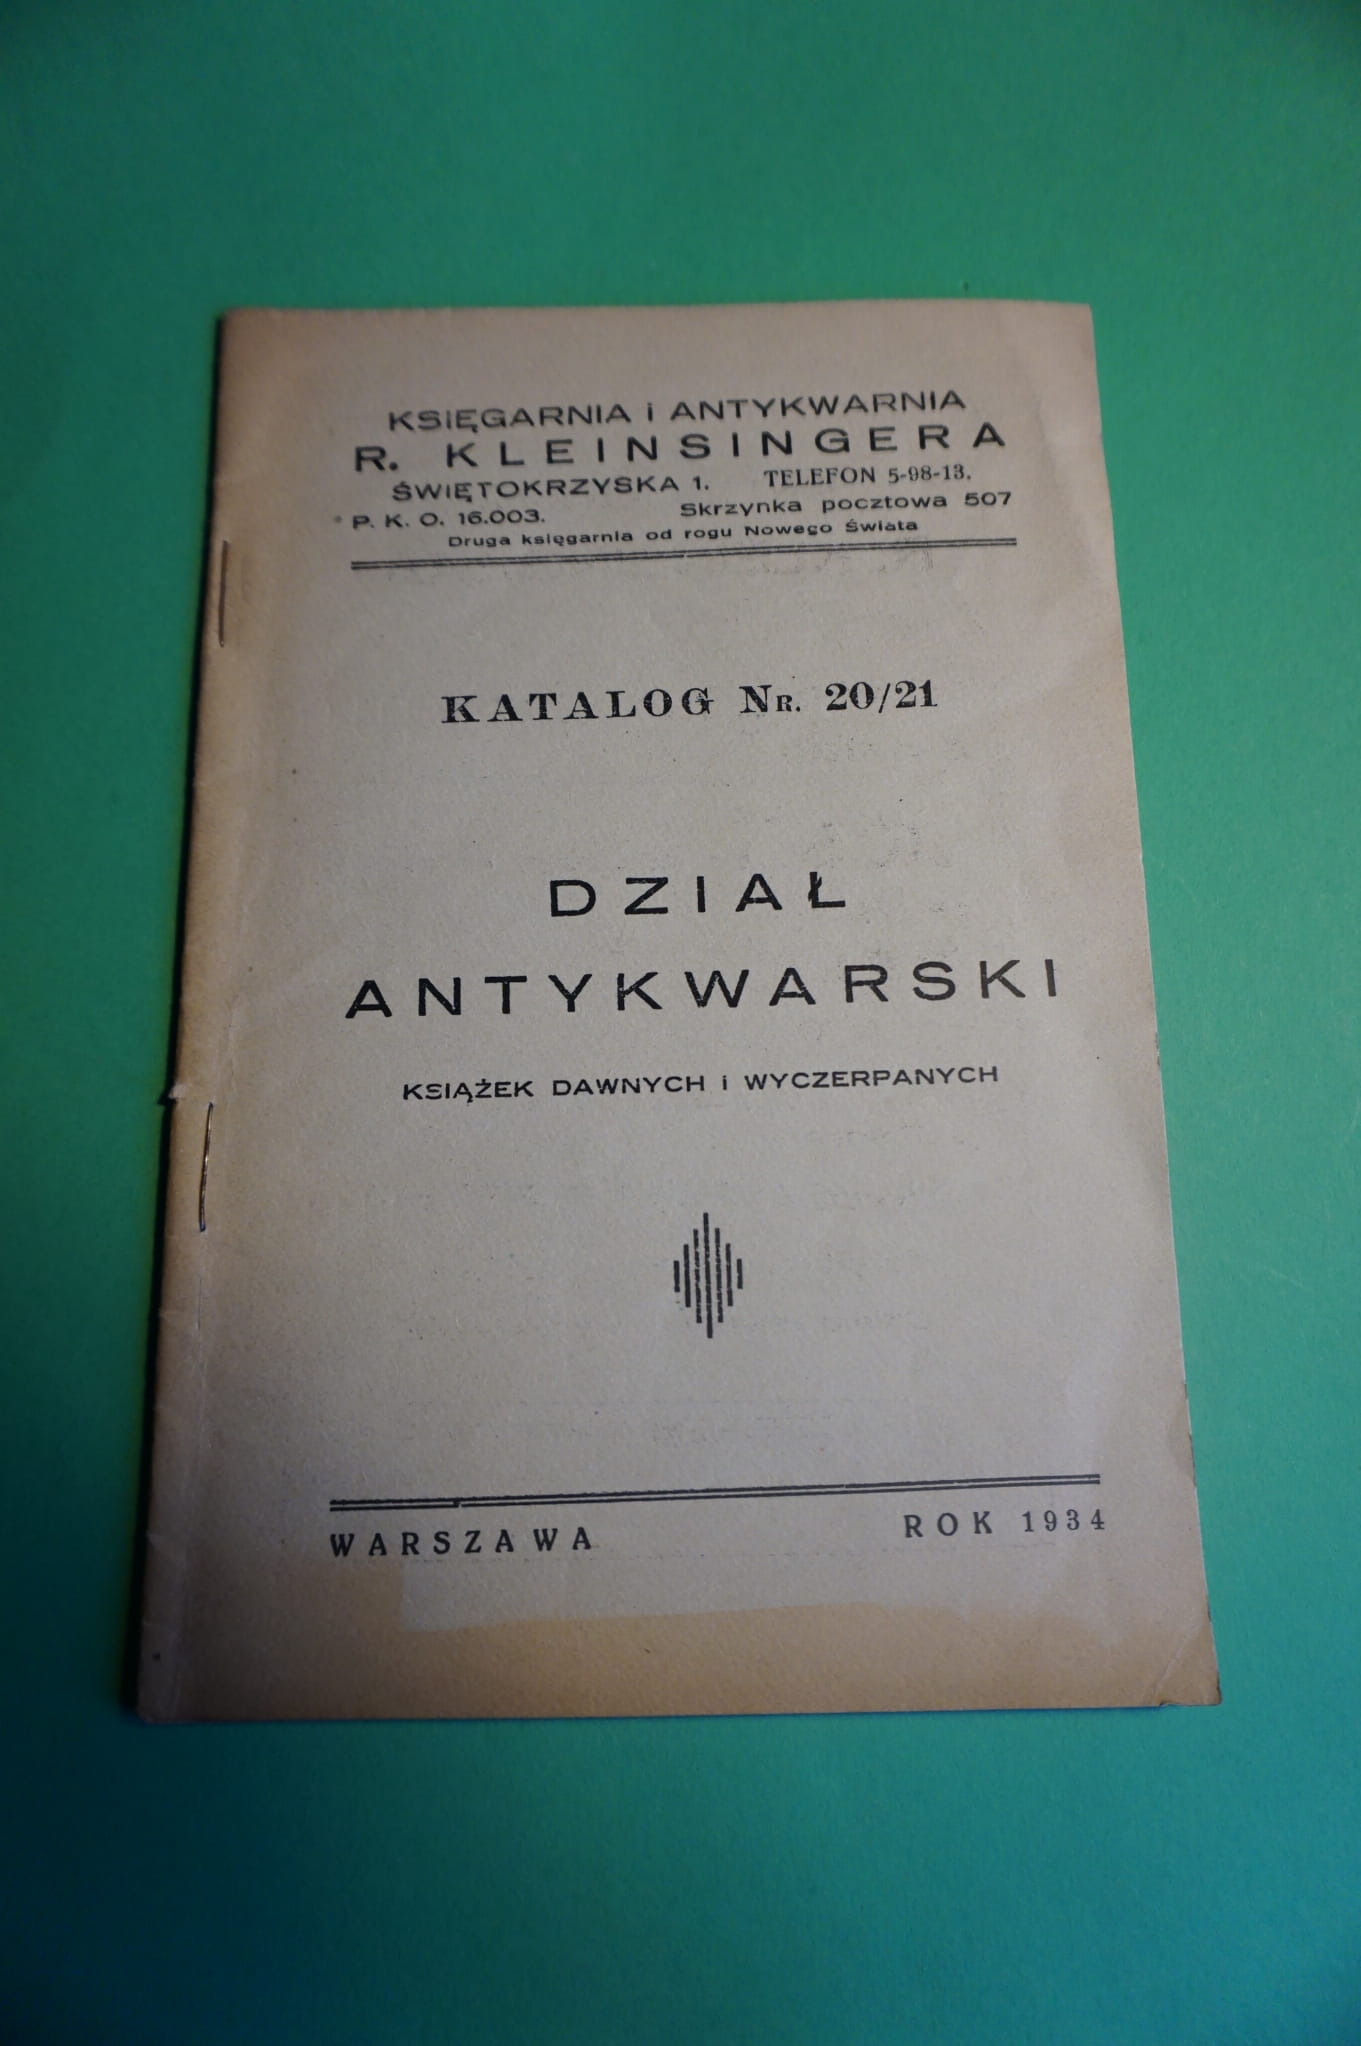 KSIĘGARNIA i ANTYKWARNIA
R. KLEINSINGERA
ŚWIĘTOKRZYSKA 1. TELEFON 5-98-13.
P. K. O. 16.003. Skrzynka pocztowa 507
Druga księgarnia od rogu Nowego Świata
KATALOG NR. 20/21
DZIAŁ
ANTYKWARSKI
KSIĄŻEK DAWNYCH i WYCZERPANYCH
WARSZAWA ROK 1934